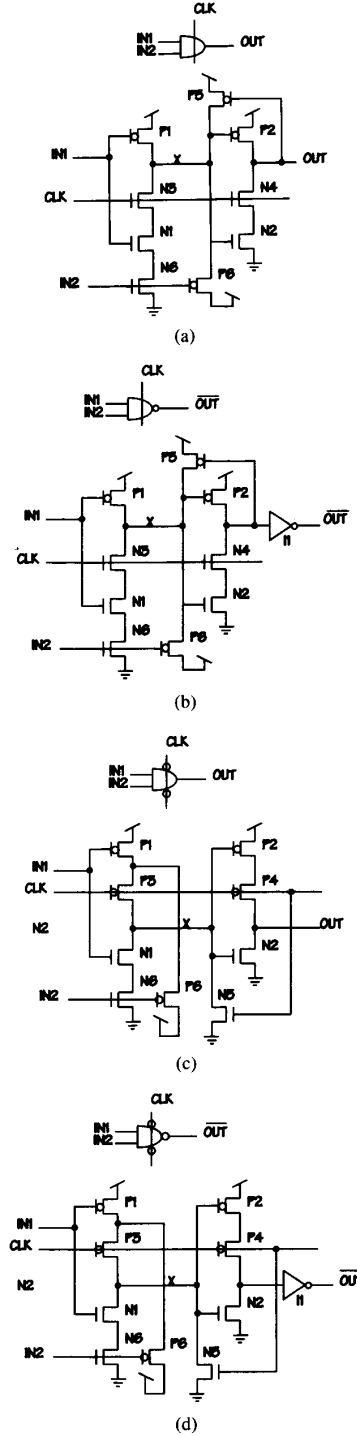 CLK
IN1
IN2
OUT
P5
P1
P2
IN1
X
OUT
CLK
N3
N4
N1
N2
N6
IN2
P6
(a)
CLK
IN1
IN2
OUT
P5
P1
P2
IN1
X
OUT
CLK
N3
N4
I1
N1
N2
N6
IN2
P6
(b)
CLK
IN1
IN2
OUT
P1
P2
IN1
CLK
P3
P4
N2
X
OUT
N1
N2
N6
P6
N5
IN2
(c)
CLK
IN1
IN2
OUT
P1
P2
IN1
CLK
P3
P4
N2
X
OUT
N1
N2
I1
N6
P6
N5
IN2
(d)